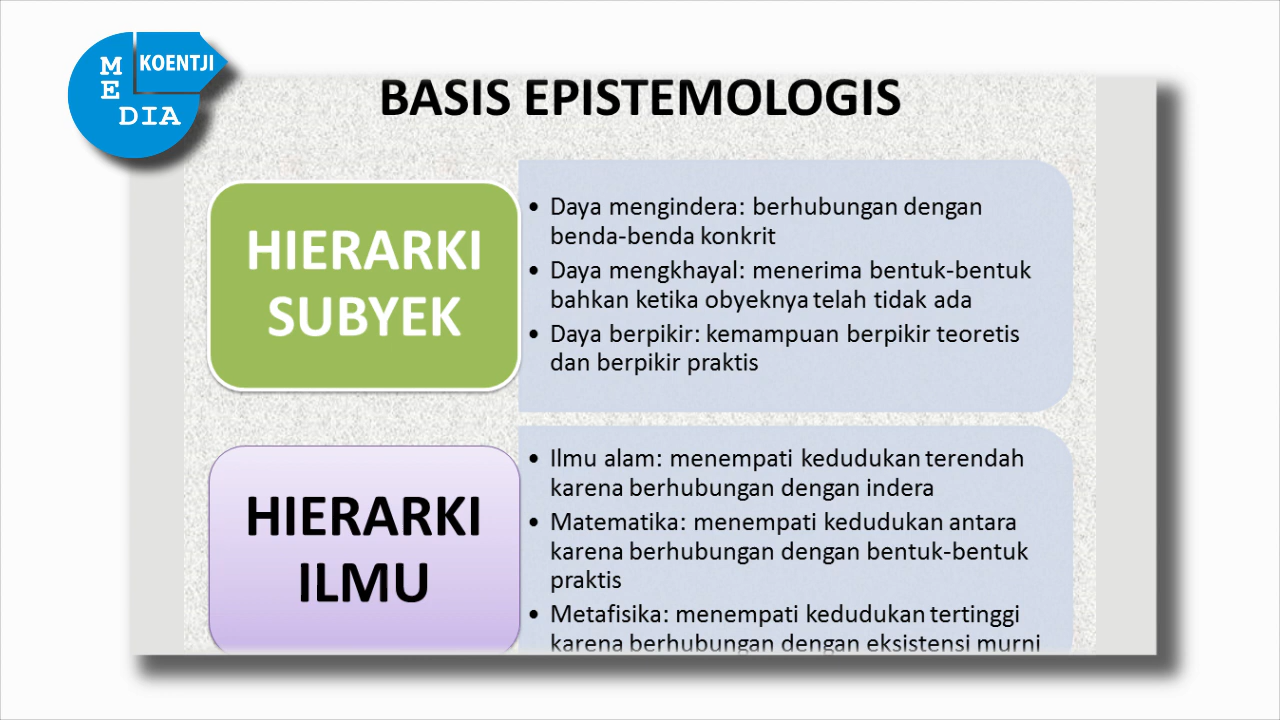 M
E
DIA
KOENTJI
BASIS EPISTEMOLOGIS
HIERARKI
SUBYEK
• Daya mengindera: berhubungan dengan
benda-benda konkrit
• Daya mengkhayal: menerima bentuk-bentuk
bahkan ketika obyeknya telah tidak ada
• Daya berpikir: kemampuan berpikir teoretis
dan berpikir praktis
HIERARKI
ILMU
• Ilmu alam: menempati kedudukan terendah
karena berhubungan dengan indera
• Matematika: menempati kedudukan antara
karena berhubungan dengan bentuk-bentuk
praktis
• Metafisika: menempati kedudukan tertinggi
karena berhubungan dengan eksistensi murni